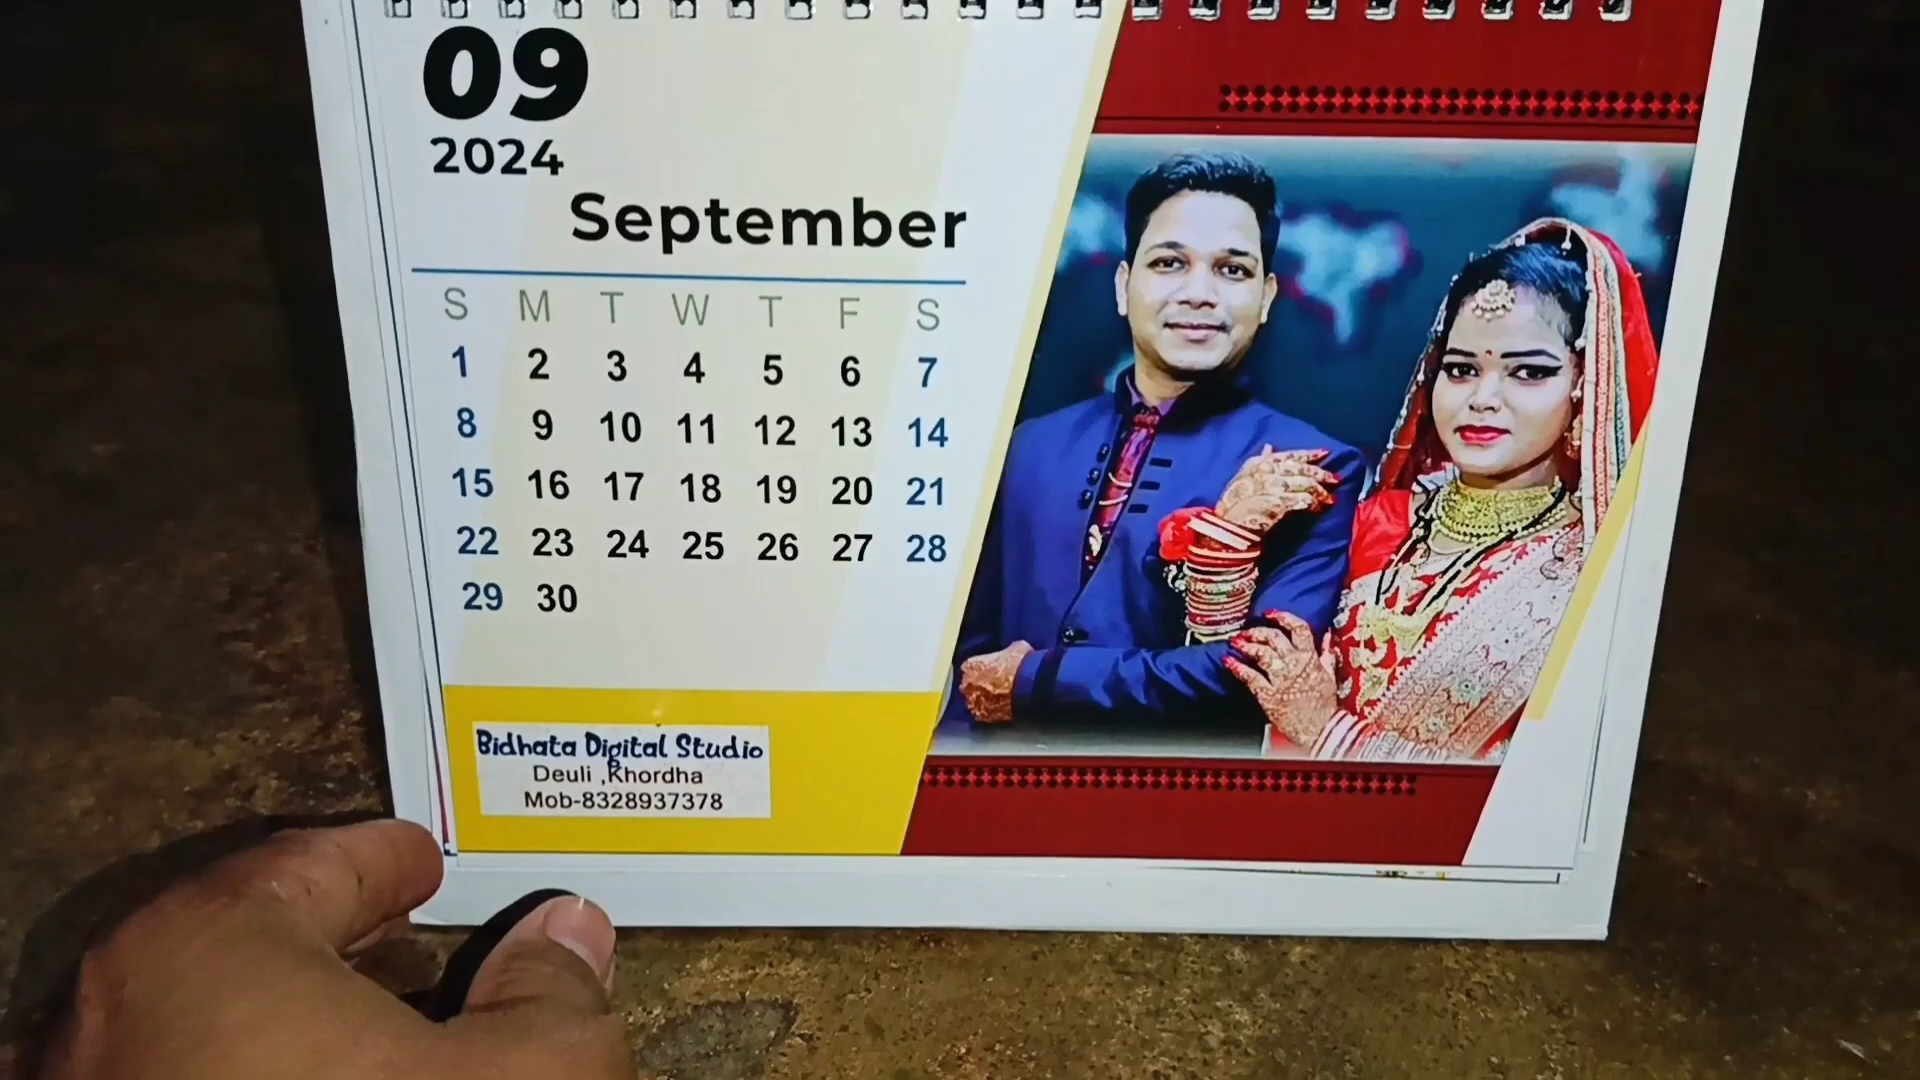 09
2024
September
S M T W T F S
1 2 3 4 5 6 7
8 9 10 11 12 13 14
15 16 17 18 19 20 21
22 23 24 25 26 27 28
29 30
Bidhata Digital Studio
Deuli ,Khordha
Mob-8328937378